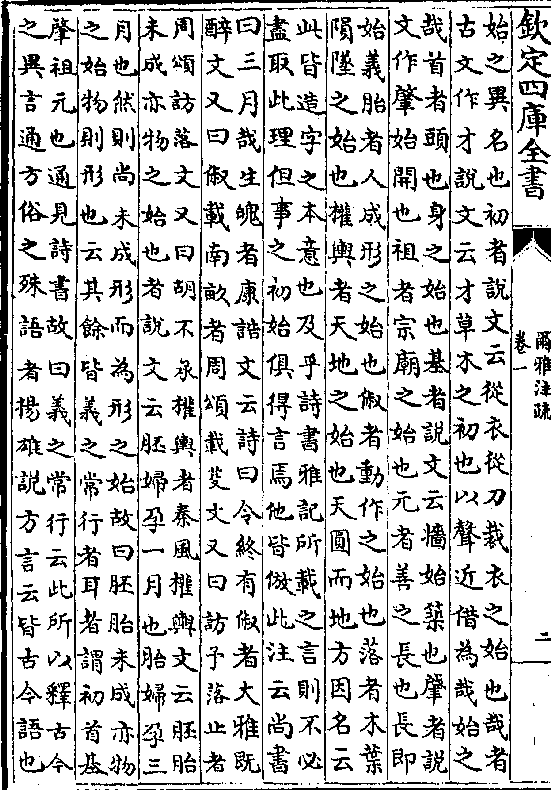 欽定四庫全書
爾雅注疏
卷一
二
始之異名也初者說文云從衣從刀裁衣之始也哉者
古文作才說文云才草木之初也以聲近借為哉始之
哉首者頭也身之始也基者說文云牆始築也肇者說
文作肇始開也祖者宗廟之始也元者善之長也長即
始義胎者人成形之始也俶者動作之始也落者木葉
隕墜之始也權輿者天地之始也天圓而地方因名云
此皆造字之本意也及乎詩書雅記所載之言則不必
盡取此理但事之初始俱得言焉他皆倣此注云尚書
曰三月哉生魄者康誥文云詩曰令終有俶者大雅既
醉文又曰俶載南畝者周頌載芟文又曰訪予落止者
周頌訪落文又曰胡不承權輿者秦風權輿文云胚胎
未成亦物之始也者說文云胚婦孕一月也胎婦孕三
月也然則尚未成形而為形之始故曰胚胎未成亦物
之始物則形也云其餘皆義之常行者耳者謂初首基
肇祖元也通見詩書故曰義之常行云此所以釋古今
之異言通方俗之殊語者揚雄說方言云皆古今語也